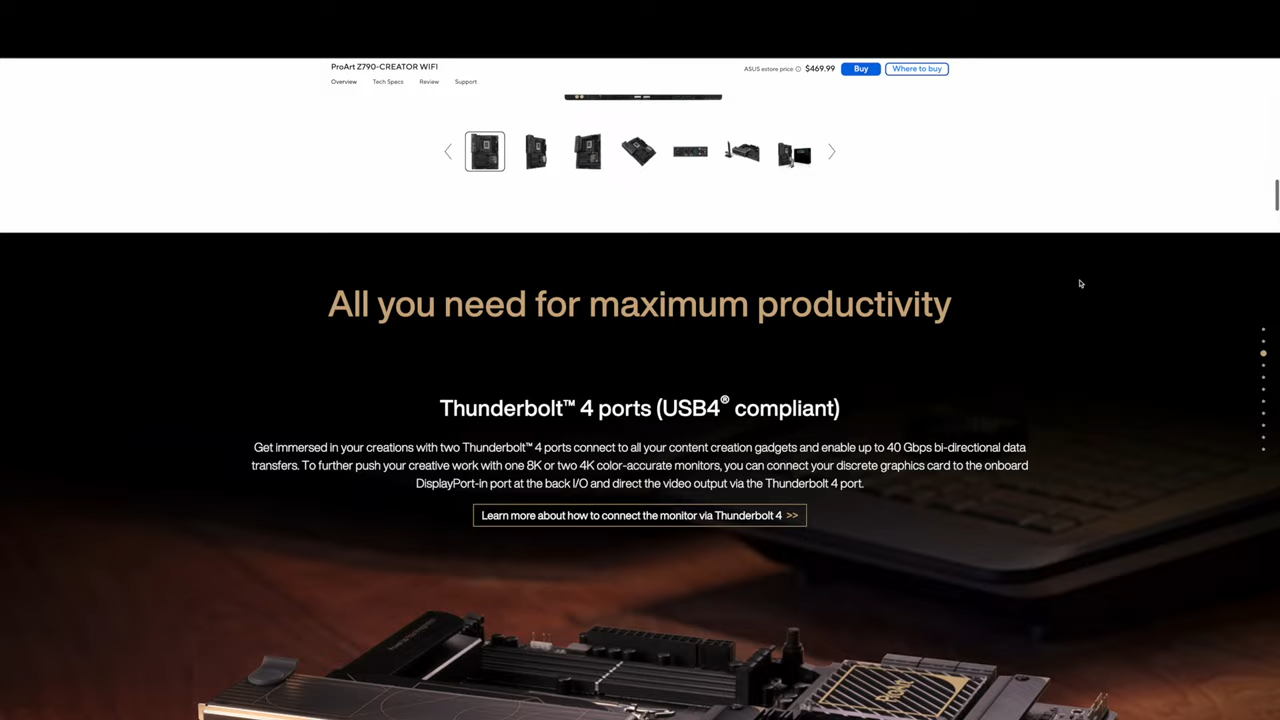 ProArt Z790-CREATOR WIFI
ASUS estore price
$469.99
Buy
Where to buy
Overview
Tech Specs
Review
Support
All you need for maximum productivity
Thunderbolt™ 4 ports (USB4® compliant)
Get immersed in your creations with two Thunderbolt™ 4 ports connect to all your content creation gadgets and enable up to 40 Gbps bi-directional data
transfers. To further push your creative work with one 8K or two 4K color-accurate monitors, you can connect your discrete graphics card to the onboard
DisplayPort-in port at the back I/O and direct the video output via the Thunderbolt 4 port.
Learn more about how to connect the monitor via Thunderbolt 4 >>
ProArt